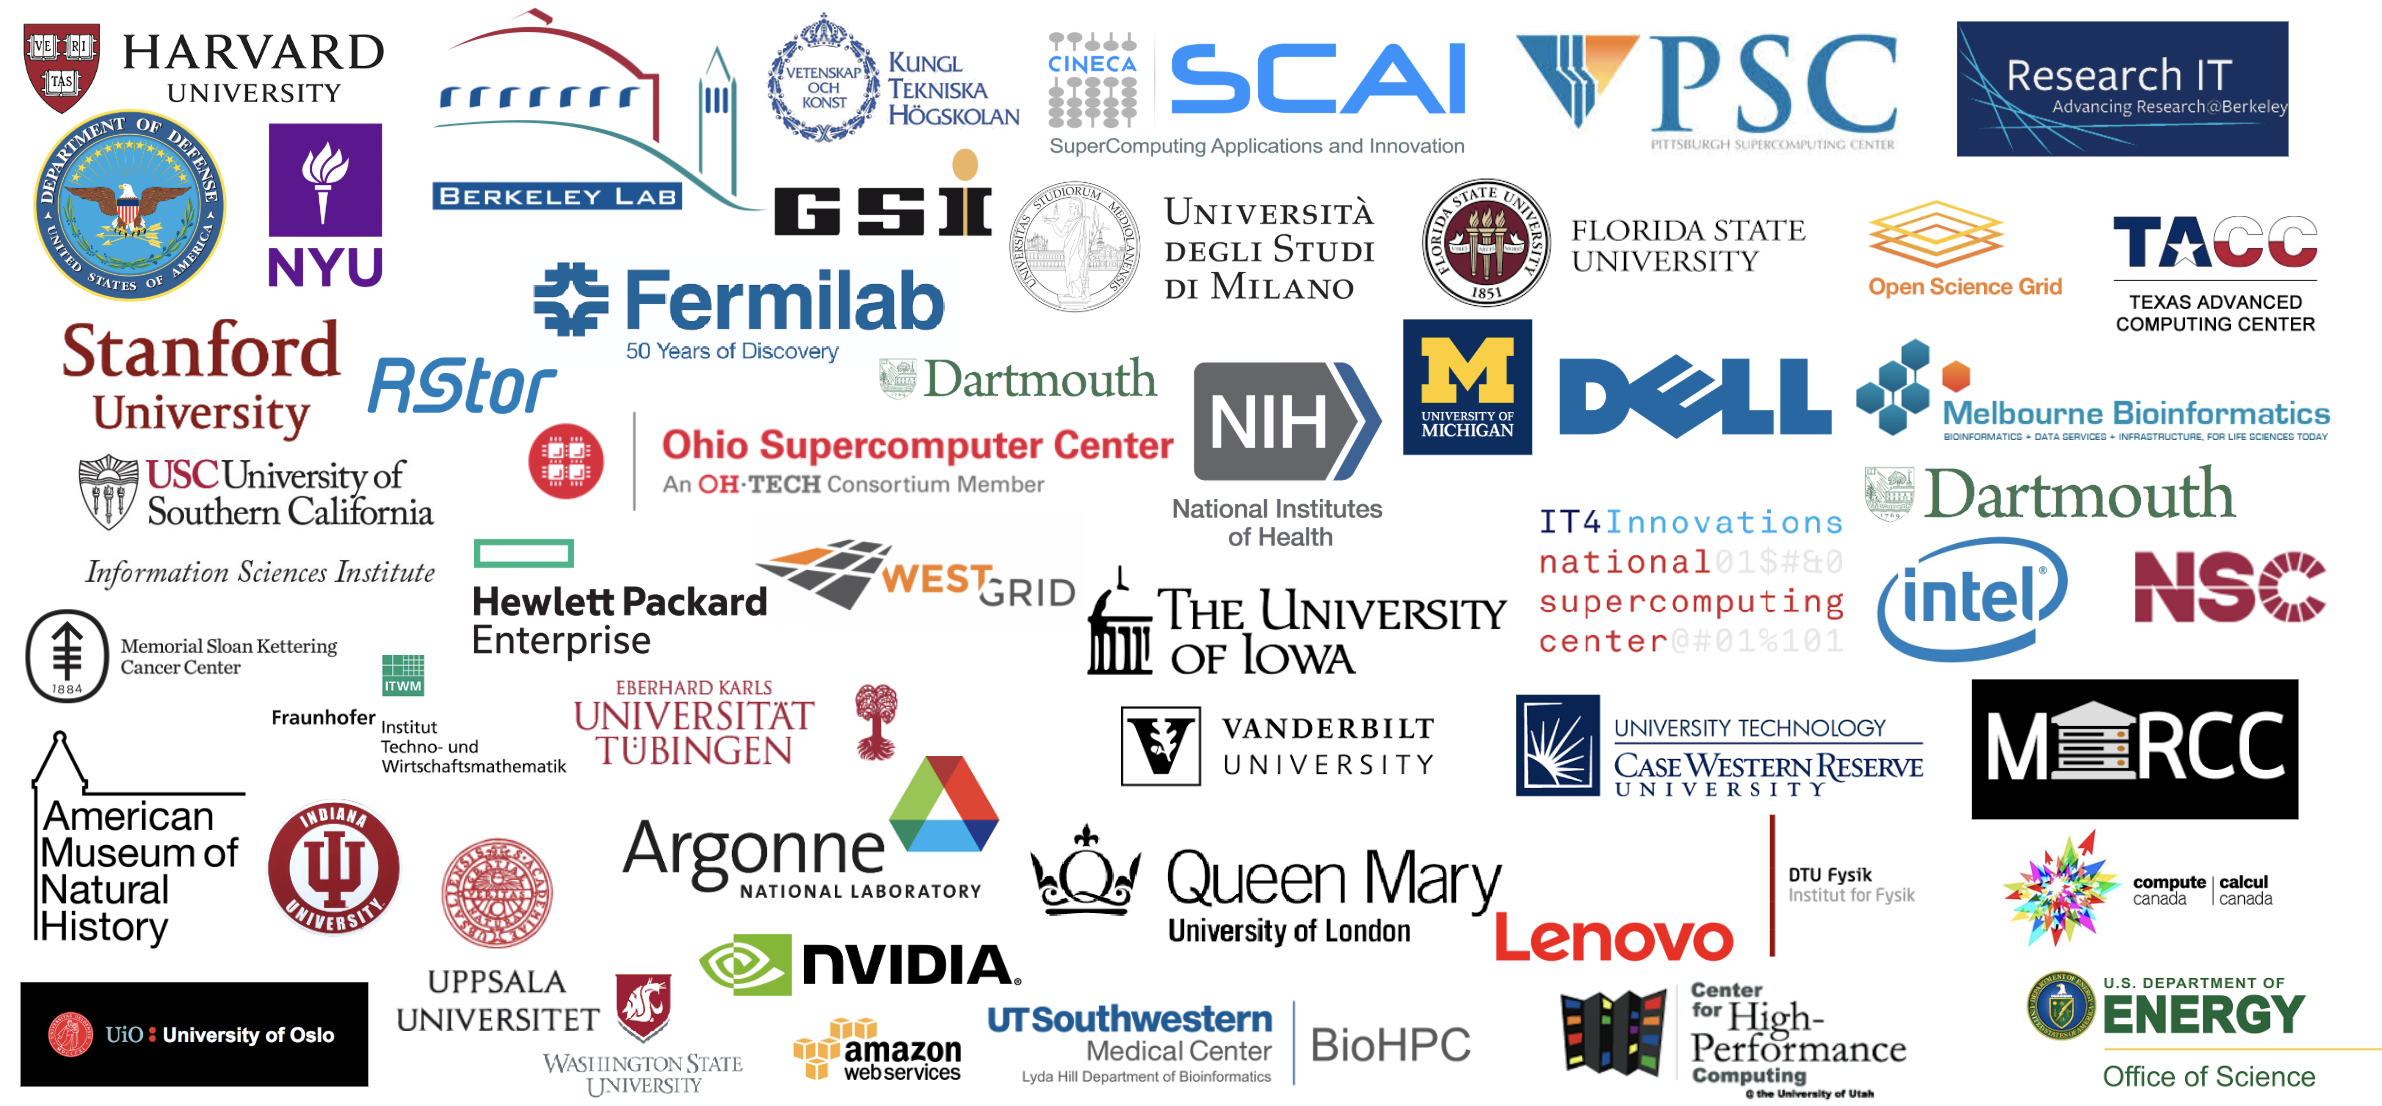 VE RI
TAS
HARVARD
UNIVERSITY
VETENSKAP
OCH
KONST
KUNGL
TEKNISKA
HÖGSKOLAN
CINECA
SCAI
SuperComputing Applications and Innovation
PSC
PITTSBURGH SUPERCOMPUTING CENTER
Research IT
Advancing Research@Berkeley
DEPARTMENT OF DEFENSE
UNITED STATES OF AMERICA
NYU
BERKELEY LAB
GSI
UNIVERSITAS STUDIORUM MEDIOLANENSIS
UNIVERSITÀ
DEGLI STUDI
DI MILANO
FLORIDA STATE UNIVERSITY
1851
FLORIDA STATE
UNIVERSITY
Open Science Grid
TACC
TEXAS ADVANCED
COMPUTING CENTER
Stanford
University
RStor
Fermilab
50 Years of Discovery
Dartmouth
NIH
National Institutes
of Health
M
UNIVERSITY OF
MICHIGAN
DELL
Melbourne Bioinformatics
BIOINFORMATICS + DATA SERVICES + INFRASTRUCTURE, FOR LIFE SCIENCES TODAY
Ohio Supercomputer Center
An OH·TECH Consortium Member
USC University of
Southern California
Information Sciences Institute
Dartmouth
1769
IT4Innovations
national01$#&0
supercomputing
center@#01%101
intel®
NSC
Hewlett Packard
Enterprise
WESTGRID
THE UNIVERSITY
OF IOWA
1884
Memorial Sloan Kettering
Cancer Center
ITWM
Fraunhofer
Institut
Techno- und
Wirtschaftsmathematik
EBERHARD KARLS
UNIVERSITÄT
TÜBINGEN
V
VANDERBILT
UNIVERSITY
UNIVERSITY TECHNOLOGY
CASE WESTERN RESERVE
UNIVERSITY
MARCC
American
Museum of
Natural
History
INDIANA
UNIVERSITY
Argonne
NATIONAL LABORATORY
Queen Mary
University of London
DTU Fysik
Institut for Fysik
compute | calcul
canada | canada
Lenovo
UPPSALA
UNIVERSITET
nVIDIA.
UiO : University of Oslo
WASHINGTON STATE
UNIVERSITY
amazon
web services
UTSouthwestern
Medical Center
Lyda Hill Department of Bioinformatics
BioHPC
Center
for High-
Performance
Computing
@ the University of Utah
U.S. DEPARTMENT OF
ENERGY
Office of Science